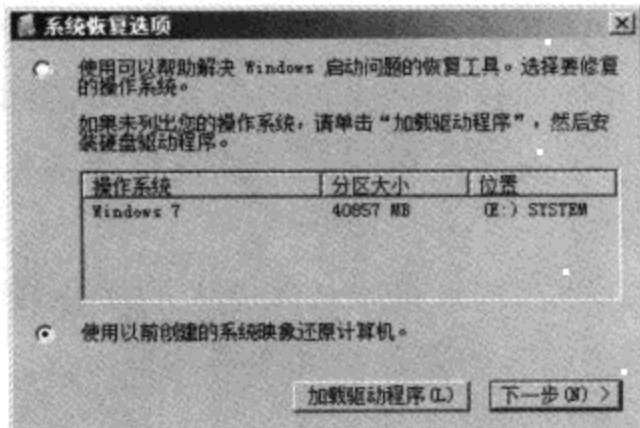 系统恢复选项
使用可以帮助解决 Windows 启动问题的恢复工具。选择要修复
的操作系统。
如果未列出您的操作系统，请单击“加载驱动程序”，然后安
装硬盘驱动程序。
操作系统 分区大小 位置
Windows 7 40857 MB (E:) SYSTEM
使用以前创建的系统映象还原计算机。
加载驱动程序(L) 下一步(N) >